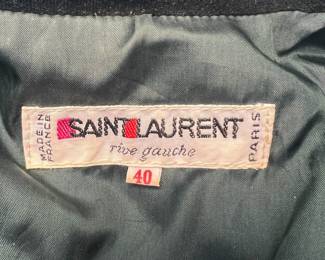 MADE IN
FRANCE
SAINT LAURENT
rive gauche
PARIS
40